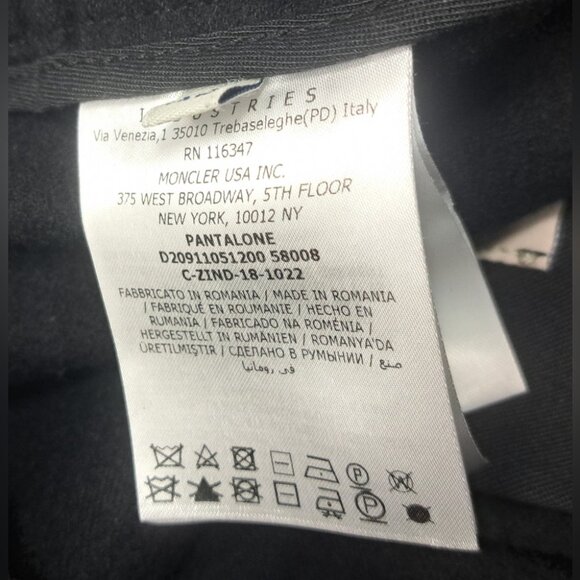 INDUSTRIES
Via Venezia,1 35010 Trebaseleghe(PD) Italy
RN 116347
MONCLER USA INC.
375 WEST BROADWAY, 5TH FLOOR
NEW YORK, 10012 NY
PANTALONE
D20911051200 58008
C-ZIND-18-1022
FABBRICATO IN ROMANIA / MADE IN ROMANIA
/ FABRIQUÉ EN ROUMANIE / HECHO EN
RUMANIA / FABRICADO NA ROMÉNIA /
HERGESTELLT IN RUMÄNIEN / ROMANYA'DA
ÜRETILMIŞTIR / СДЕЛАНО В РУМЫНИИ / صنع
في رومانيا
P
P